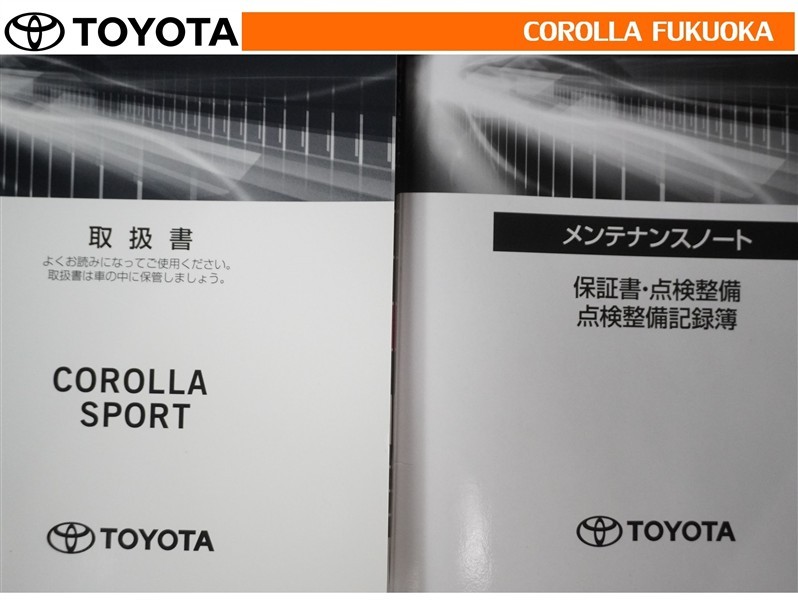 TOYOTA
COROLLA FUKUOKA
取扱書
よくお読みになってご使用ください。
取扱書は車の中に保管しましょう。
COROLLA
SPORT
TOYOTA
メンテナンスノート
保証書・点検整備
点検整備記録簿
TOYOTA